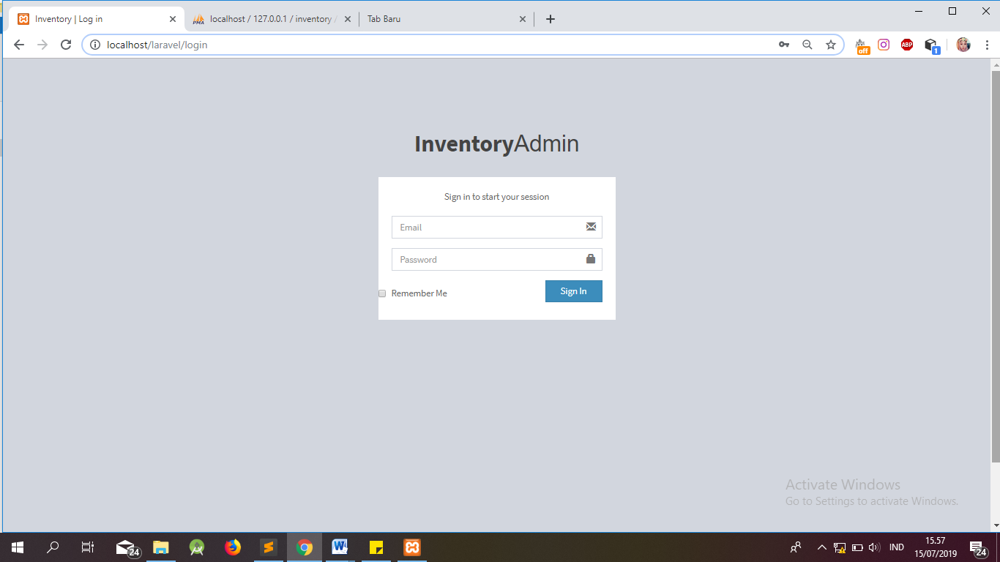 Inventory | Log in
localhost / 127.0.0.1 / inventory /
Tab Baru
localhost/laravel/login
off
ABP
1
InventoryAdmin
Sign in to start your session
Email
Password
Remember Me
Sign In
Activate Windows
Go to Settings to activate Windows.
24
IND
15.57
15/07/2019
24